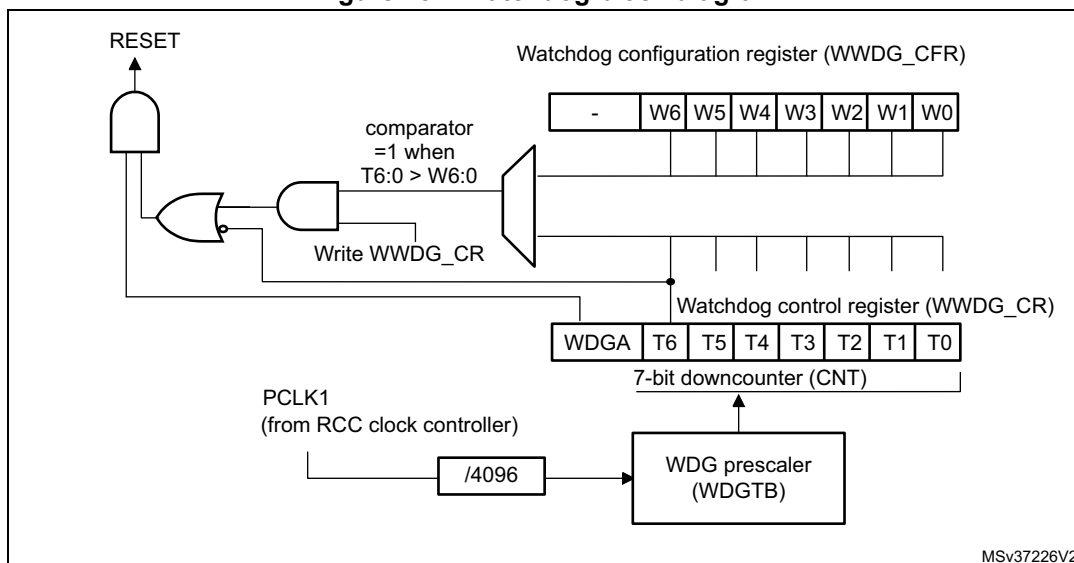 RESET
Watchdog configuration register (WWDG_CFR)
- W6 W5 W4 W3 W2 W1 W0
comparator
=1 when
T6:0 > W6:0
Write WWDG_CR
Watchdog control register (WWDG_CR)
WDGA T6 T5 T4 T3 T2 T1 T0
7-bit downcounter (CNT)
PCLK1
(from RCC clock controller)
/4096
WDG prescaler
(WDGTB)
MSv37226V2